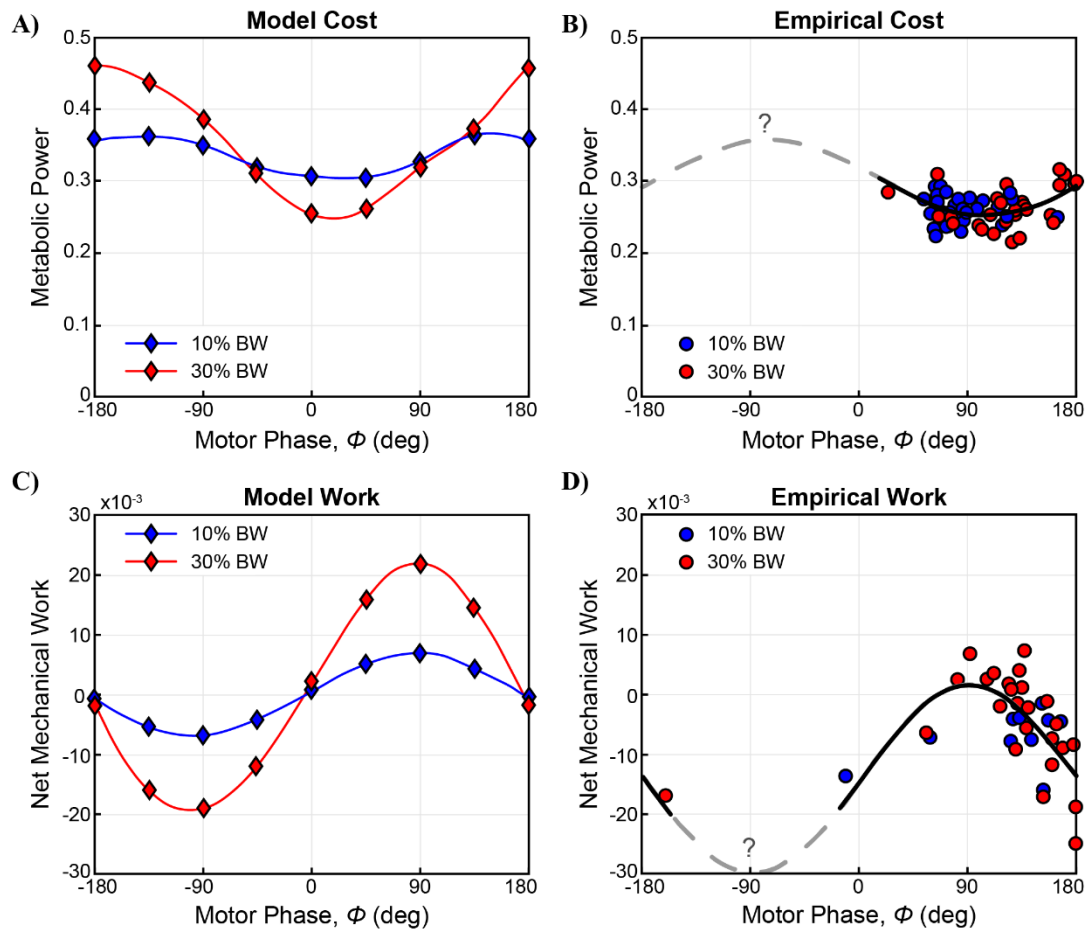 A)
Model Cost
0.5
0.4
0.3
0.2
0.1
0
Metabolic Power
10% BW
30% BW
-180
-90
0
90
180
Motor Phase, Φ (deg)
B)
Empirical Cost
0.5
0.4
0.3
0.2
0.1
0
Metabolic Power
?
10% BW
30% BW
-180
-90
0
90
180
Motor Phase, Φ (deg)
C)
x10-3
Model Work
30
20
10
0
-10
-20
-30
Net Mechanical Work
10% BW
30% BW
-180
-90
0
90
180
Motor Phase, Φ (deg)
D)
x10-3
Empirical Work
30
20
10
0
-10
-20
-30
Net Mechanical Work
10% BW
30% BW
?
-180
-90
0
90
180
Motor Phase, Φ (deg)